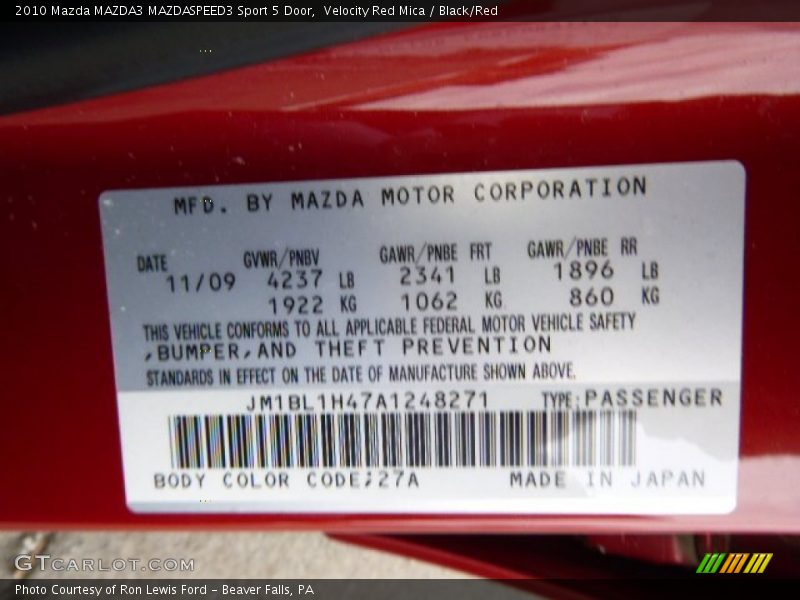 2010 Mazda MAZDA3 MAZDASPEED3 Sport 5 Door,  Velocity Red Mica / Black/Red
MFD. BY MAZDA MOTOR CORPORATION
DATE GVWR/PNBV GAWR/PNBE FRT GAWR/PNBE RR
11/09 4237 LB 2341 LB 1896 LB
1922 KG 1062 KG 860 KG
THIS VEHICLE CONFORMS TO ALL APPLICABLE FEDERAL MOTOR VEHICLE SAFETY
,BUMPER,AND THEFT PREVENTION
STANDARDS IN EFFECT ON THE DATE OF MANUFACTURE SHOWN ABOVE.
JM1BL1H47A1248271 TYPE:PASSENGER
BODY COLOR CODE:27A MADE IN JAPAN
GTCARLOT.COM
Photo Courtesy of Ron Lewis Ford - Beaver Falls, PA